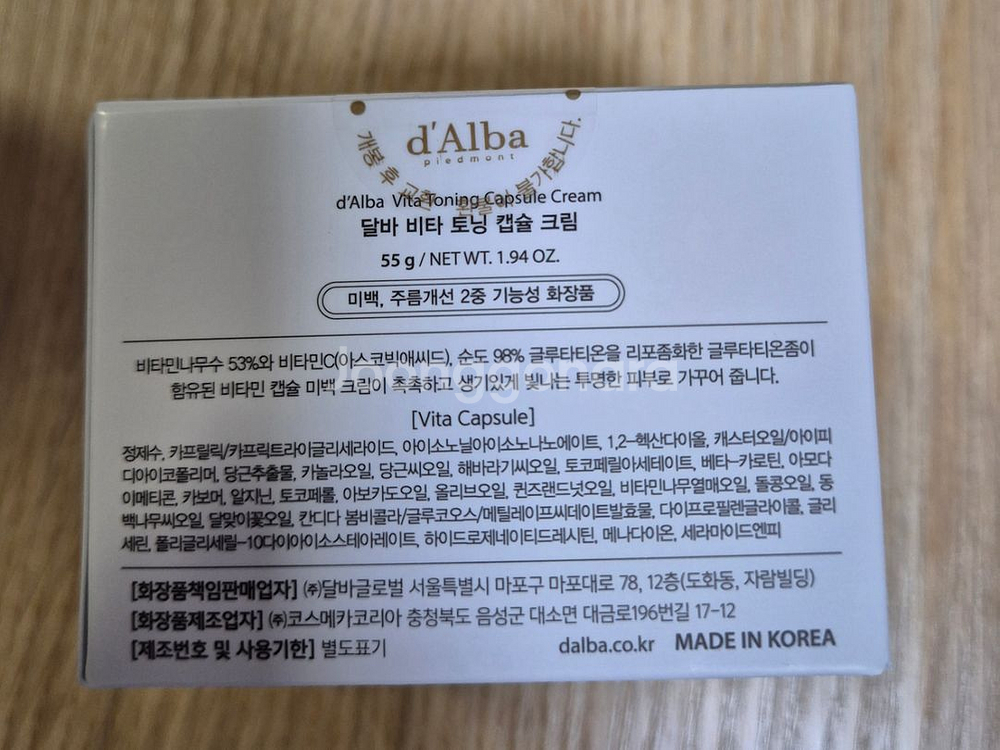 d'Alba
piedmont
개봉 후 교환 환불이 불가합니다.
d'Alba Vita Toning Capsule Cream
달바 비타 토닝 캡슐 크림
55 g / NET WT. 1.94 OZ.
미백, 주름개선 2중 기능성 화장품
비타민나무수 53%와 비타민C(아스코빅애씨드), 순도 98% 글루타티온을 리포좀화한 글루타티온좀이
함유된 비타민 캡슐 미백 크림이 촉촉하고 생기있게 빛나는 투명한 피부로 가꾸어 줍니다.
Joonggonara
[Vita Capsule]
정제수, 카프릴릭/카프릭트라이글리세라이드, 아이소노닐아이소노나노에이트, 1,2-헥산다이올, 캐스터오일/아이피
디아이코폴리머, 당근추출물, 카놀라오일, 당근씨오일, 해바라기씨오일, 토코페릴아세테이트, 베타-카로틴, 아모다
이메티콘, 카보머, 알지닌, 토코페롤, 아보카도오일, 올리브오일, 퀸즈랜드넛오일, 비타민나무열매오일, 돌콩오일, 동
백나무씨오일, 달맞이꽃오일, 칸디다 봄비콜라/글루코오스/메틸레이프씨데이트발효물, 다이프로필렌글라이콜, 글리
세린, 폴리글리세릴-10다이아이소스테아레이트, 하이드로제네이티드레시틴, 메나다이온, 세라마이드엔피
[화장품책임판매업자] ㈜달바글로벌 서울특별시 마포구 마포대로 78, 12층(도화동, 자람빌딩)
[화장품제조업자] ㈜코스메카코리아 충청북도 음성군 대소면 대금로196번길 17-12
[제조번호 및 사용기한] 별도표기
dalba.co.kr MADE IN KOREA